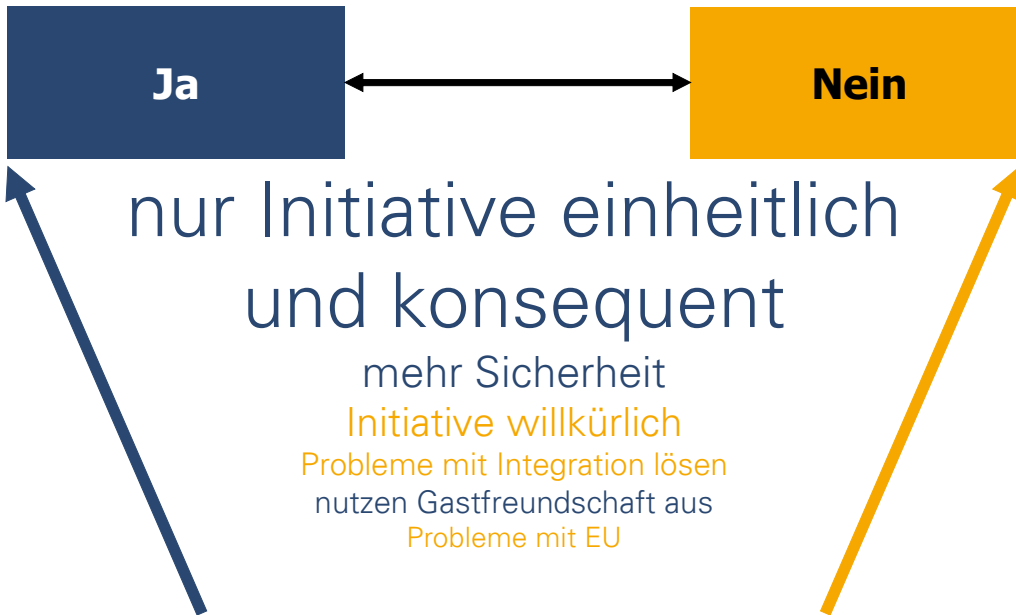 Ja
Nein
nur Initiative einheitlich
und konsequent
mehr Sicherheit
Initiative willkürlich
Probleme mit Integration lösen
nutzen Gastfreundschaft aus
Probleme mit EU